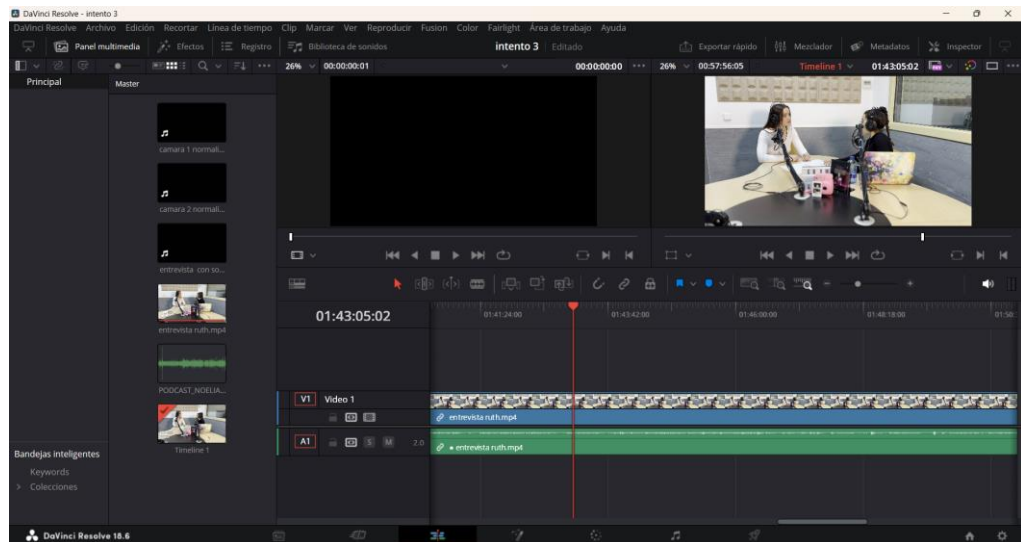 DaVinci Resolve - intento 3
DaVinci Resolve Archivo Edición Recortar Línea de tiempo Clip Marcar Ver Reproducir Fusion Color Fairlight Área de trabajo Ayuda
Panel multimedia Efectos Registro Biblioteca de sonidos intento 3 Editado Exportar rápido Mezclador Metadatos Inspector
26% 00:00:00:01 00:00:00:00 26% 00:57:56:05 Timeline 1 01:43:05:02
Principal Master
camara 1 normali...
camara 2 normali...
entrevista con so...
entrevista ruth.mp4
PODCAST_NOELIA...
Timeline 1
01:43:05:02 01:41:24:00 01:43:42:00 01:46:00:00 01:48:18:00 01:50:
V1 Video 1
entrevista ruth.mp4
A1 S M 2.0
entrevista ruth.mp4
Bandejas inteligentes
Keywords
Colecciones
DaVinci Resolve 18.6